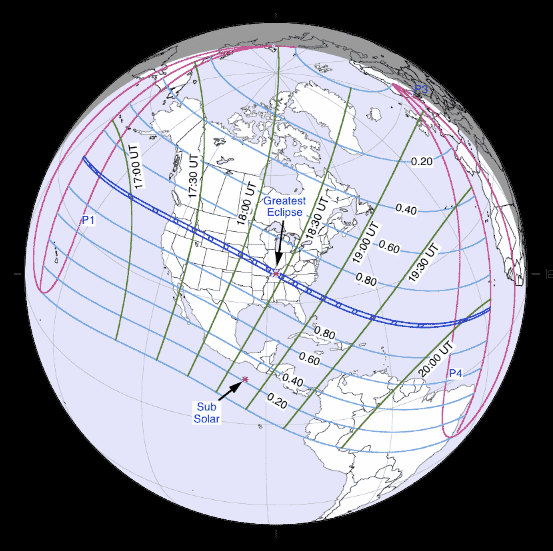 P3
17:00 UT
17:30 UT
18:00 UT
18:30 UT
19:00 UT
19:30 UT
20:00 UT
0.20
0.40
0.60
0.80
Greatest
Eclipse
P1
0.80
0.60
0.40
0.20
P4
Sub
Solar